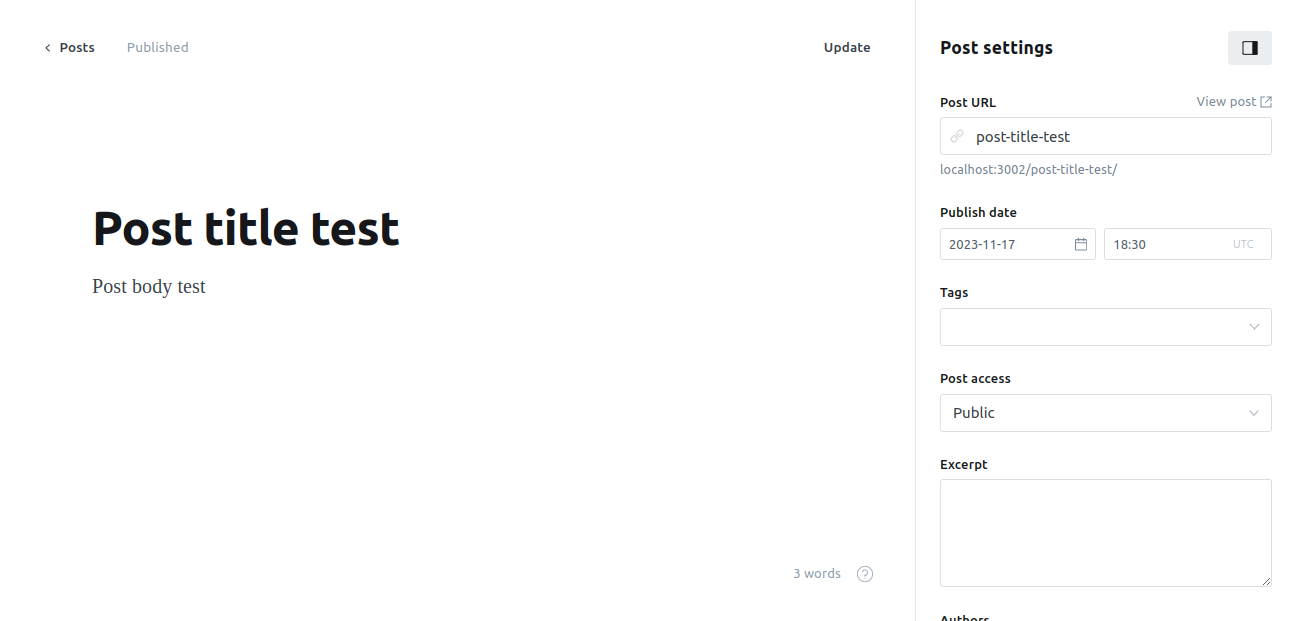 Posts
Published
Update
Post title test
Post body test
3 words
?
Post settings
Post URL
View post
post-title-test
localhost:3002/post-title-test/
Publish date
2023-11-17
18:30
UTC
Tags
Post access
Public
Excerpt
Authors